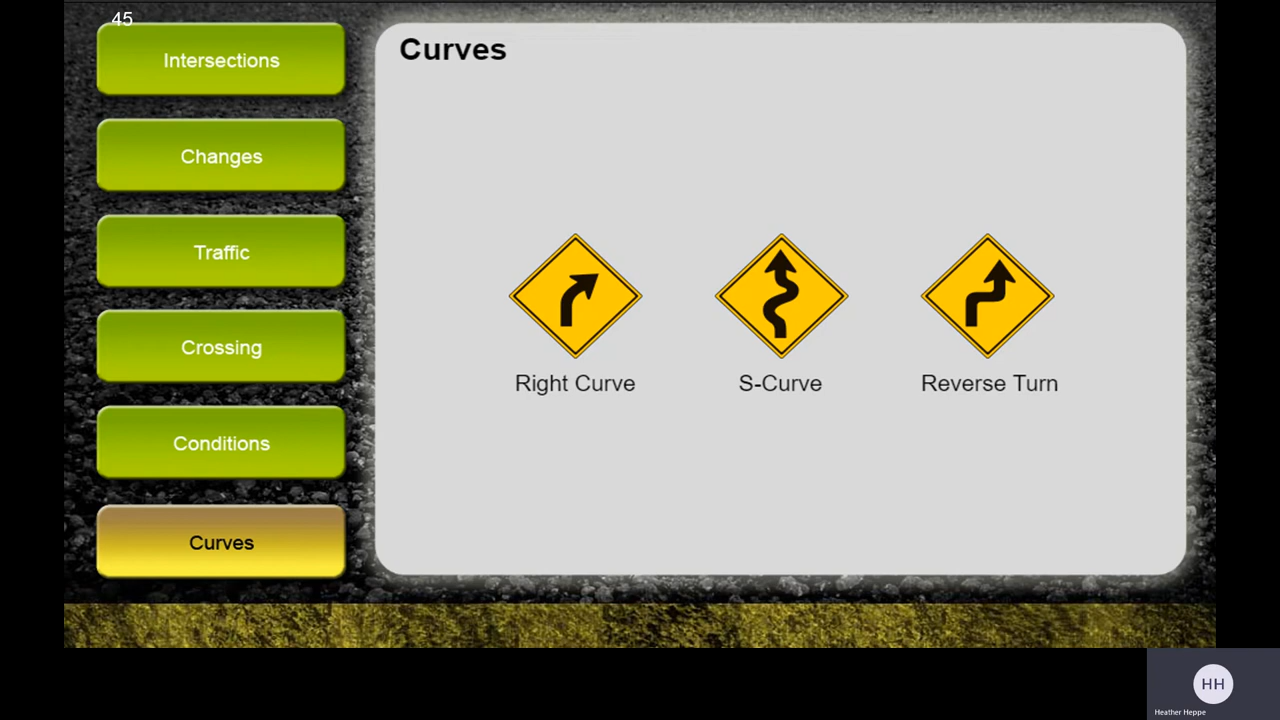 45
Intersections
Changes
Traffic
Crossing
Conditions
Curves
Curves
Right Curve
S-Curve
Reverse Turn
HH
Heather Heppe